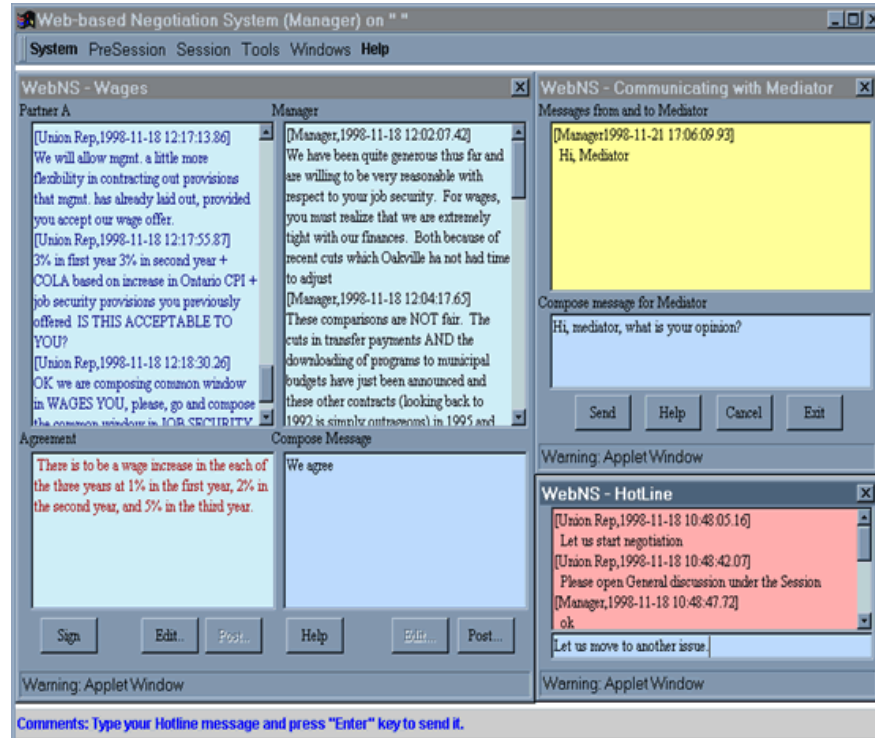 Web-based Negotiation System (Manager) on " "
System PreSession Session Tools Windows Help
WebNS - Wages
Partner A
Manager
[Union Rep,1998-11-18 12:17:13.86]
We will allow mgmt. a little more
flexibility in contracting out provisions
that mgmt. has already laid out, provided
you accept our wage offer.
[Union Rep,1998-11-18 12:17:55.87]
3% in first year 3% in second year +
COLA based on increase in Ontario CPI +
job security provisions you previously
offered IS THIS ACCEPTABLE TO
YOU?
[Union Rep,1998-11-18 12:18:30.26]
OK we are composing common window
in WAGES YOU, please, go and compose
the common window in JOB SECURITY
[Manager,1998-11-18 12:02:07.42]
We have been quite generous thus far and
are willing to be very reasonable with
respect to your job security. For wages,
you must realize that we are extremely
tight with our finances. Both because of
recent cuts which Oakville ha not had time
to adjust
[Manager,1998-11-18 12:04:17.65]
These comparisons are NOT fair. The
cuts in transfer payments AND the
downloading of programs to municipal
budgets have just been announced and
these other contracts (looking back to
1992 is simply outrageous) in 1995 and
Agreement
There is to be a wage increase in the each of
the three years at 1% in the first year, 2% in
the second year, and 5% in the third year.
Compose Message
We agree
Sign Edit.. Post... Help Edit... Post...
Warning: Applet Window
WebNS - Communicating with Mediator
Messages from and to Mediator
[Manager1998-11-21 17:06:09.93]
Hi, Mediator
Compose message for Mediator
Hi, mediator, what is your opinion?
Send Help Cancel Exit
Warning: Applet Window
WebNS - HotLine
[Union Rep,1998-11-18 10:48:05.16]
Let us start negotiation
[Union Rep,1998-11-18 10:48:42.07]
Please open General discussion under the Session
[Manager,1998-11-18 10:48:47.72]
ok
Let us move to another issue.
Warning: Applet Window
Comments: Type your Hotline message and press "Enter" key to send it.